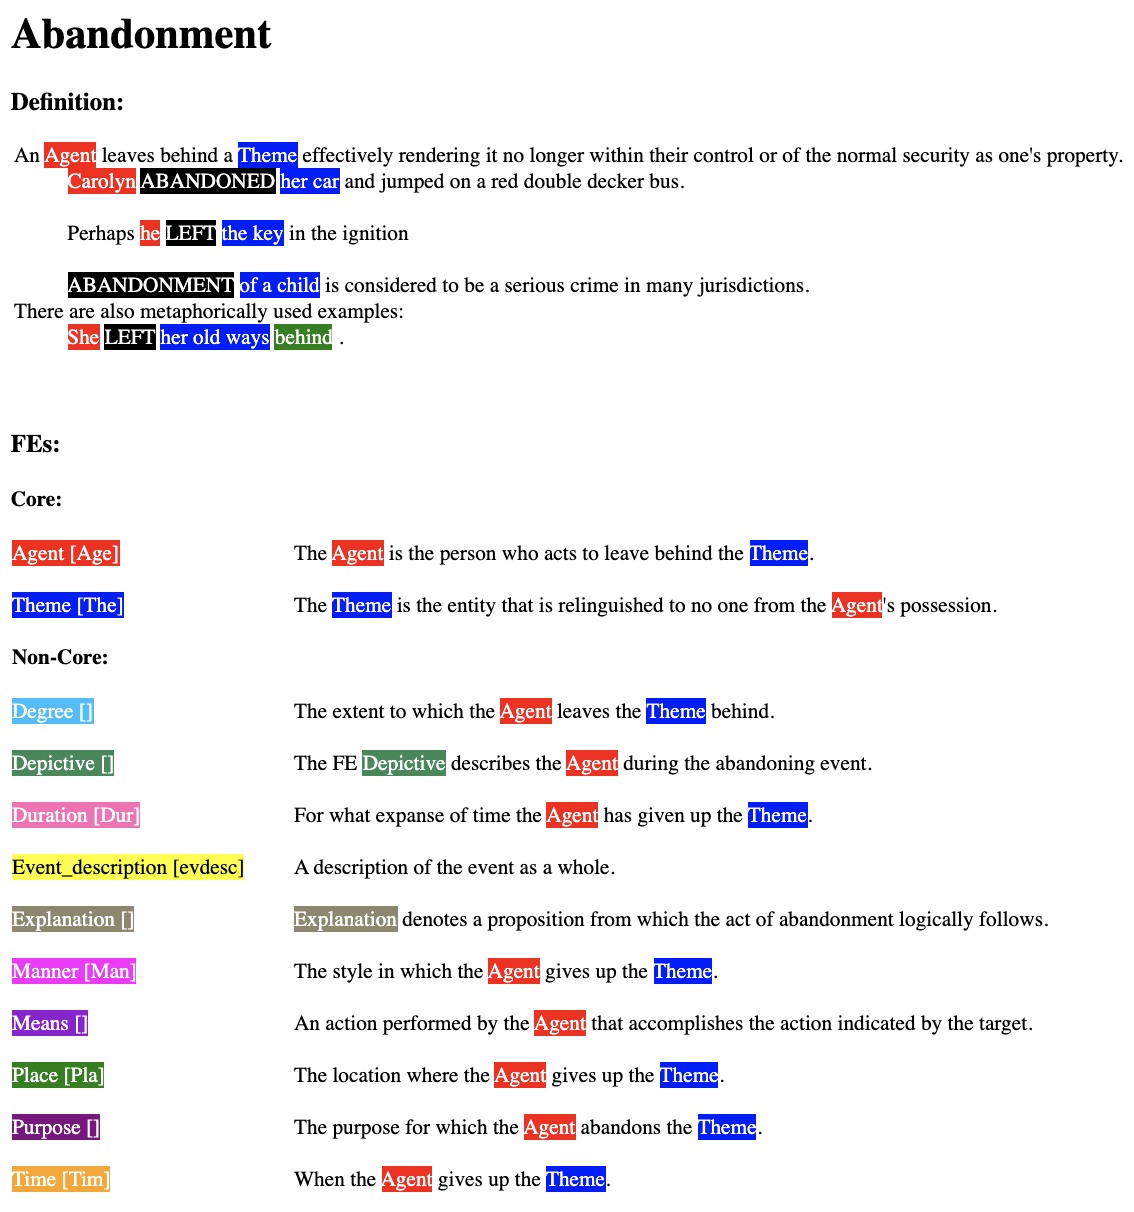 Abandonment
Definition:
An Agent leaves behind a Theme effectively rendering it no longer within their control or of the normal security as one's property.
Carolyn ABANDONED her car and jumped on a red double decker bus.
Perhaps he LEFT the key in the ignition
ABANDONMENT of a child is considered to be a serious crime in many jurisdictions.
There are also metaphorically used examples:
She LEFT her old ways behind .
FEs:
Core:
Agent [Age] The Agent is the person who acts to leave behind the Theme.
Theme [The] The Theme is the entity that is relinquished to no one from the Agent's possession.
Non-Core:
Degree [] The extent to which the Agent leaves the Theme behind.
Depictive [] The FE Depictive describes the Agent during the abandoning event.
Duration [Dur] For what expanse of time the Agent has given up the Theme.
Event_description [evdesc] A description of the event as a whole.
Explanation [] Explanation denotes a proposition from which the act of abandonment logically follows.
Manner [Man] The style in which the Agent gives up the Theme.
Means [] An action performed by the Agent that accomplishes the action indicated by the target.
Place [Pla] The location where the Agent gives up the Theme.
Purpose [] The purpose for which the Agent abandons the Theme.
Time [Tim] When the Agent gives up the Theme.